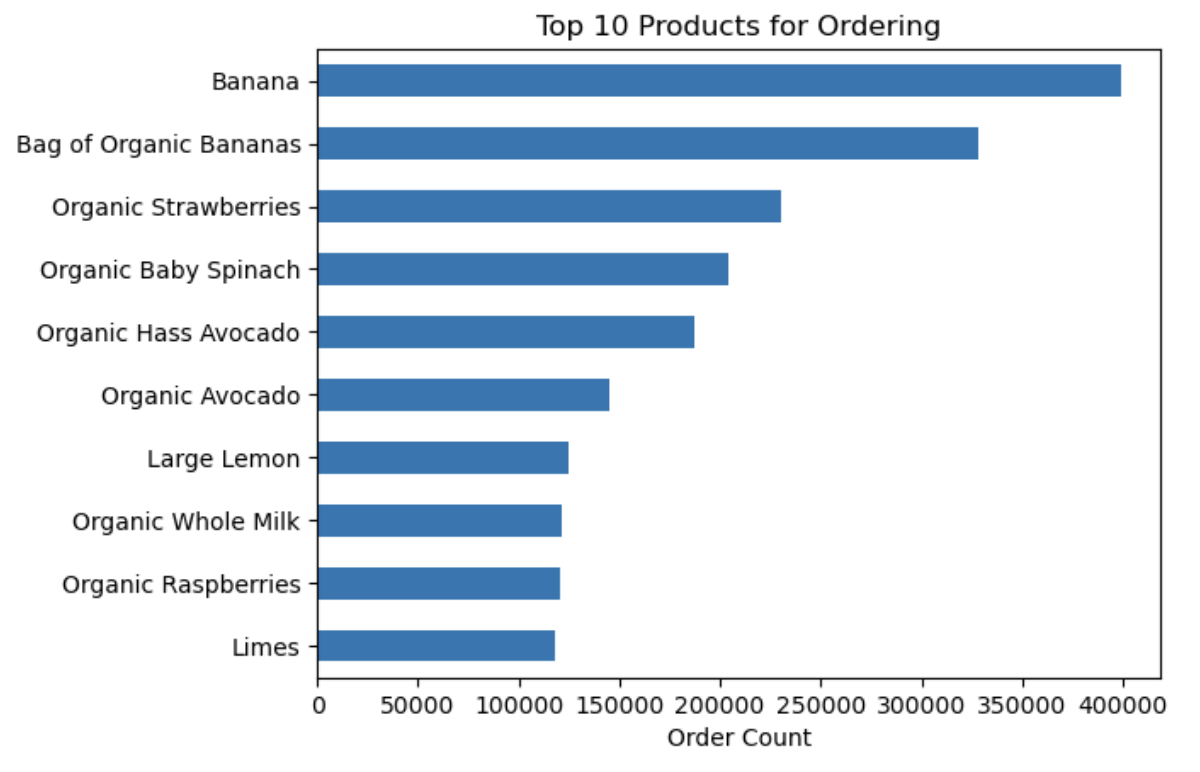 Top 10 Products for Ordering
Banana
Bag of Organic Bananas
Organic Strawberries
Organic Baby Spinach
Organic Hass Avocado
Organic Avocado
Large Lemon
Organic Whole Milk
Organic Raspberries
Limes
0 50000 100000 150000 200000 250000 300000 350000 400000
Order Count